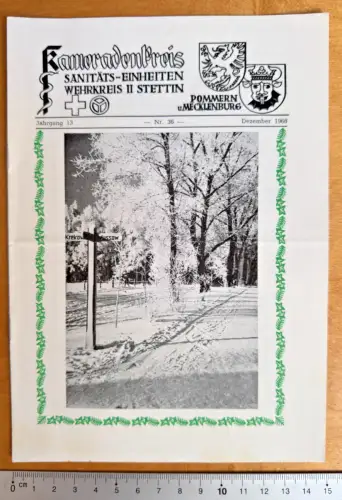 Kameradenkreis
SANITÄTS-EINHEITEN
WEHRKREIS II STETTIN
POMMERN
u. MECKLENBURG
Jahrgang 13 — Nr. 36 — Dezember 1968
0 cm 1 2 3 4 5 6 7 8 9 10 11 12 13 14 15